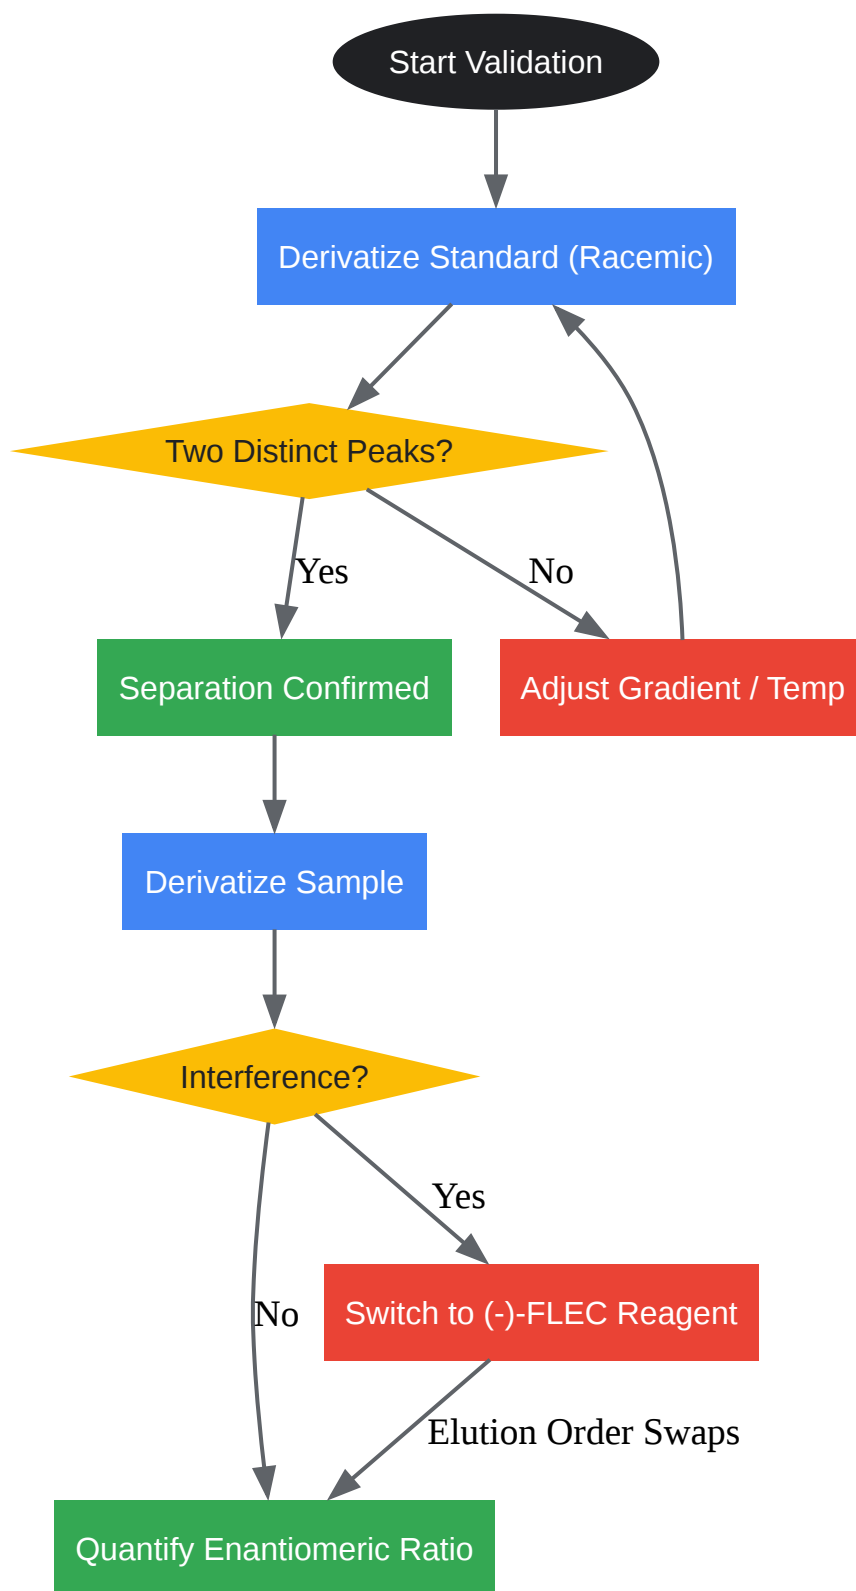 Start Validation
Derivatize Standard (Racemic)
Two Distinct Peaks?
Yes
No
Separation Confirmed
Adjust Gradient / Temp
Derivatize Sample
Interference?
Yes
Switch to (-)-FLEC Reagent
No
Elution Order Swaps
Quantify Enantiomeric Ratio